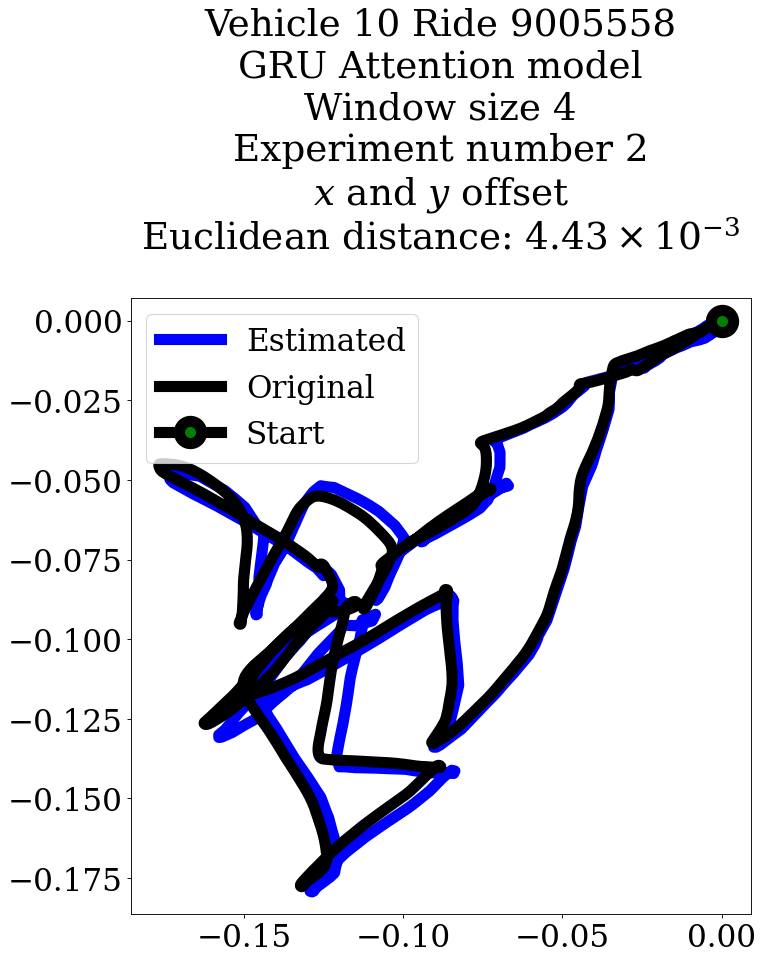 Vehicle 10 Ride 9005558
GRU Attention model
Window size 4
Experiment number 2
x and y offset
Euclidean distance: 4.43 × 10⁻³
Estimated
Original
Start
0.000
−0.025
−0.050
−0.075
−0.100
−0.125
−0.150
−0.175
−0.15 −0.10 −0.05 0.00